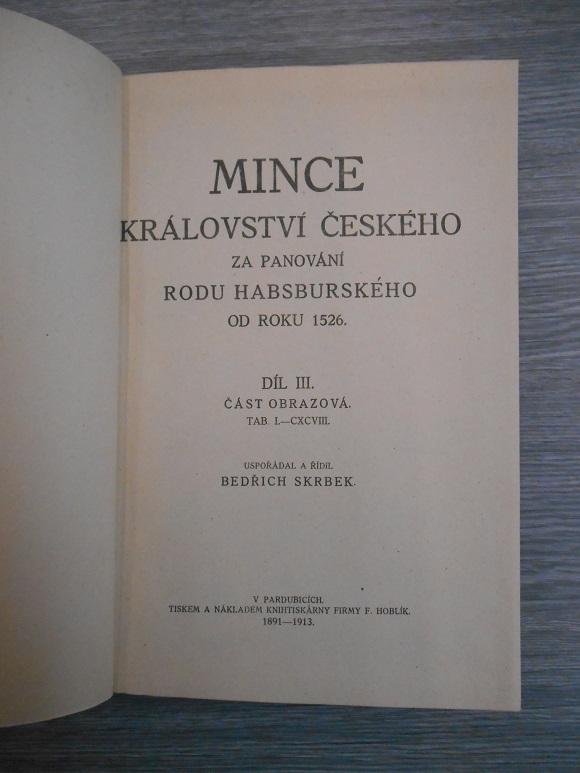 MINCE
KRÁLOVSTVÍ ČESKÉHO
ZA PANOVÁNÍ
RODU HABSBURSKÉHO
OD ROKU 1526.
DÍL III.
ČÁST OBRAZOVÁ.
TAB. I.—CXCVIII.
USPOŘÁDAL A ŘÍDIL
BEDŘICH SKRBEK.
V PARDUBICÍCH.
TISKEM A NÁKLADEM KNIHTISKÁRNY FIRMY F. HOBLÍK.
1891—1913.